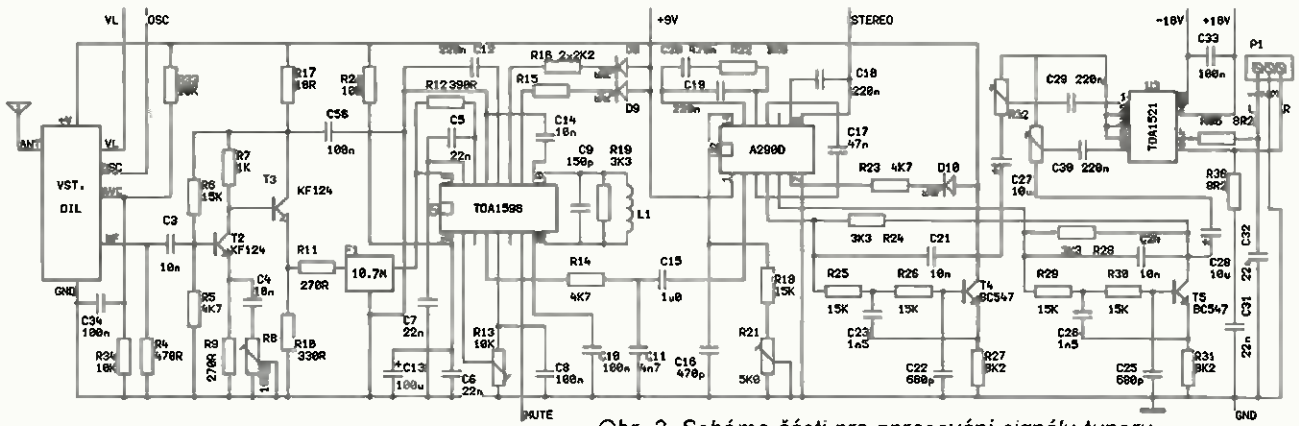 VL OSC +9V STEREO -18V +18V
C12
R16 2x2K2
R15
D9
R17
18R
R12 390R
C5
22n
C56
100n
C14
10n
C9
150p
R19
3K3
L1
C19
C18
220n
C17
47n
A290D
R23 4K7 D10
C29 220n
R32
C30 220n
C27
10u
TDA1521
C33
100n
P1
8R2
R36
8R2
ANT
VST.
DIL
VL
GND
R6
15K
R7
1K
T3
KF124
C3
10n
T2
KF124
R11
270R
F1
10.7M
TDA1596
C4
10n
R5
4K7
R9
270R
R8
R10
330R
C34
100n
R34
10K
R4
470R
C7
22n
C13
100u
C6
22n
R13
10K
C8
100n
R14
4K7
C15
1u0
C10
100n
C11
4n7
C16
470p
R18
15K
R21
5K0
3K3 R24
C21
10n
R25
15K
R26
15K
C23
1n5
C22
680p
T4
BC547
R27
8K2
R28
10n
R29
15K
R30
15K
C26
1n5
C25
680p
T5
BC547
R31
8K2
C28
10u
C32
C31
22n
MUTE
GND
Obr. 2. Schéma části pro zpracování signálu tuneru